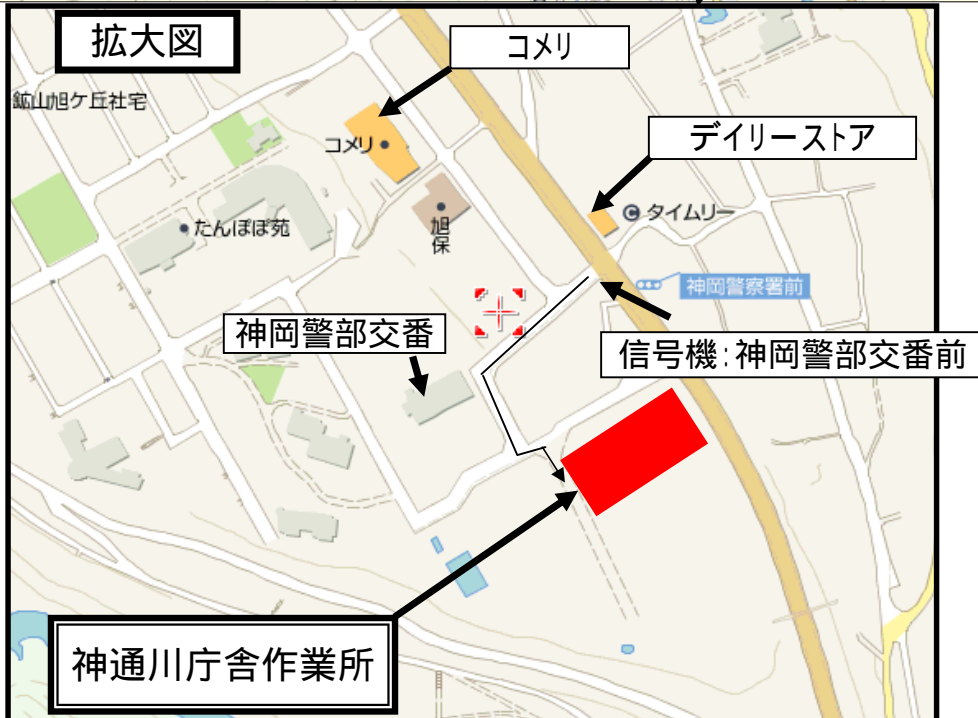 拡大図
コメリ
鉱山旭ケ丘社宅
デイリーストア
コメリ
タイムリー
旭
保
たんぽぽ苑
神岡警察署前
神岡警部交番
信号機:神岡警部交番前
神通川庁舎作業所